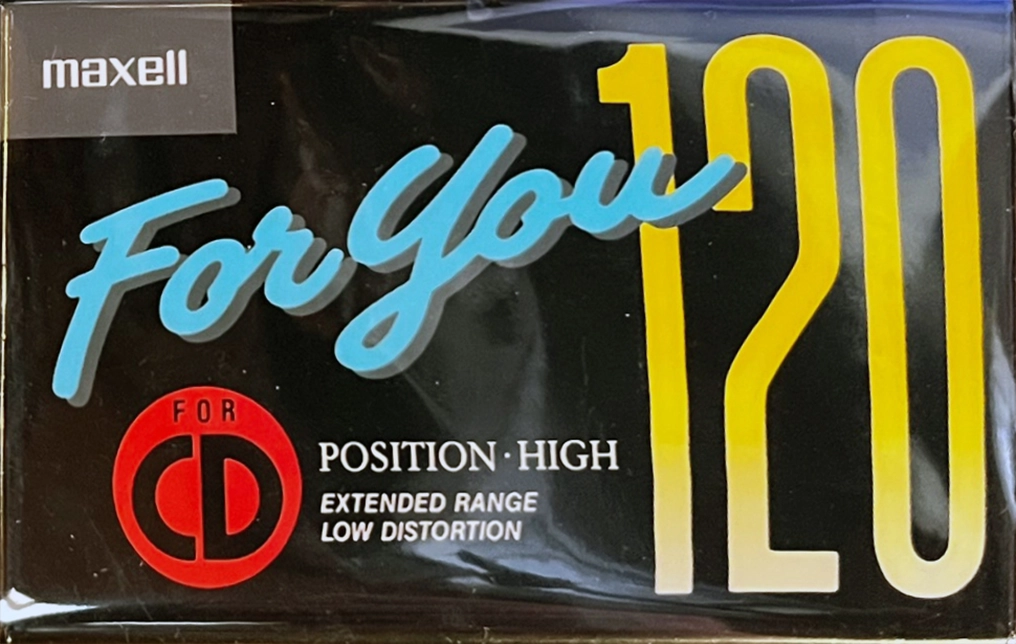 maxell
For You
120
FOR
CD
POSITION·HIGH
EXTENDED RANGE
LOW DISTORTION